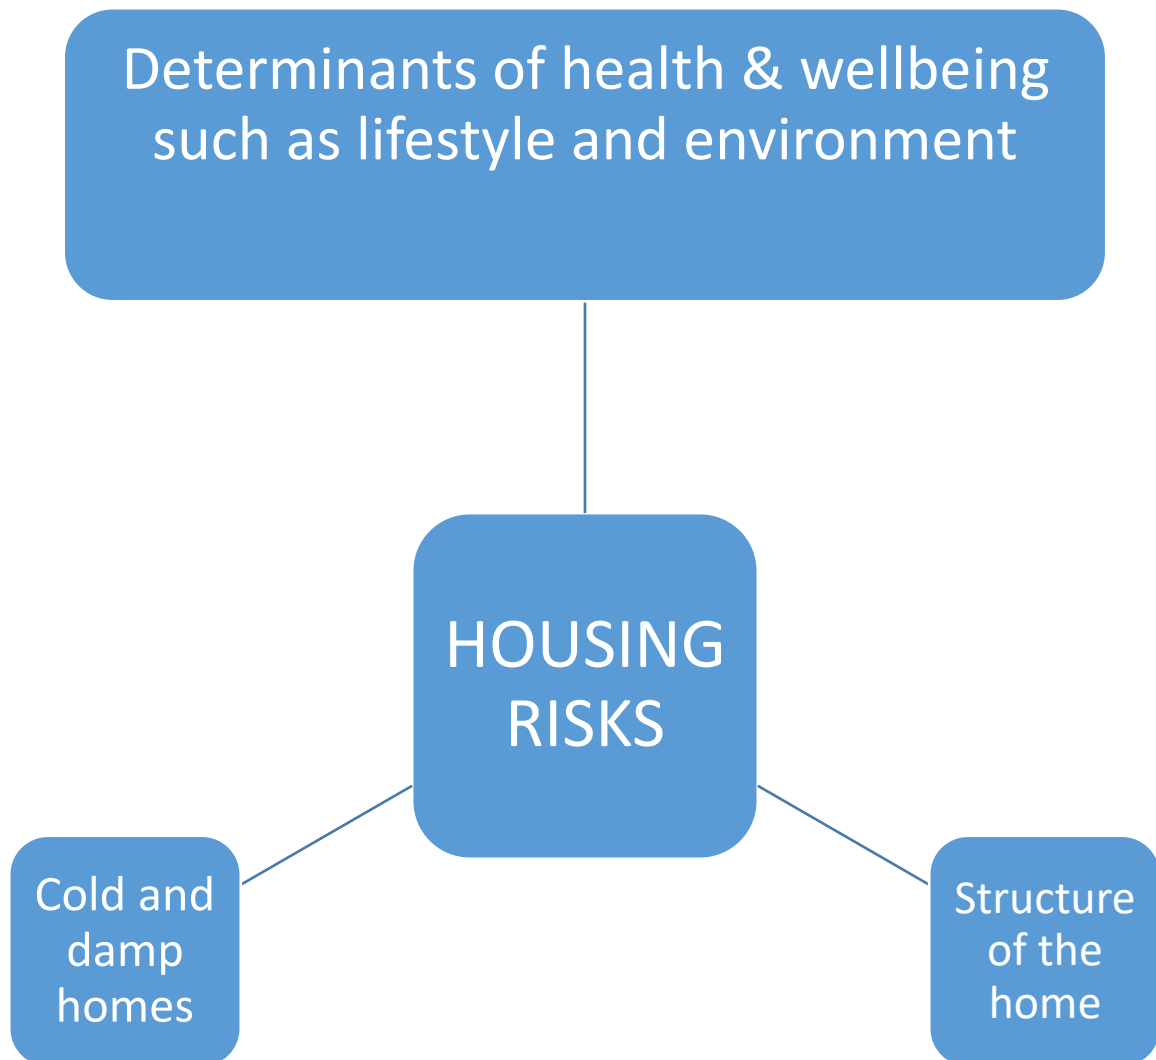 Determinants of health & wellbeing
such as lifestyle and environment
HOUSING
RISKS
Cold and
damp
homes
Structure
of the
home